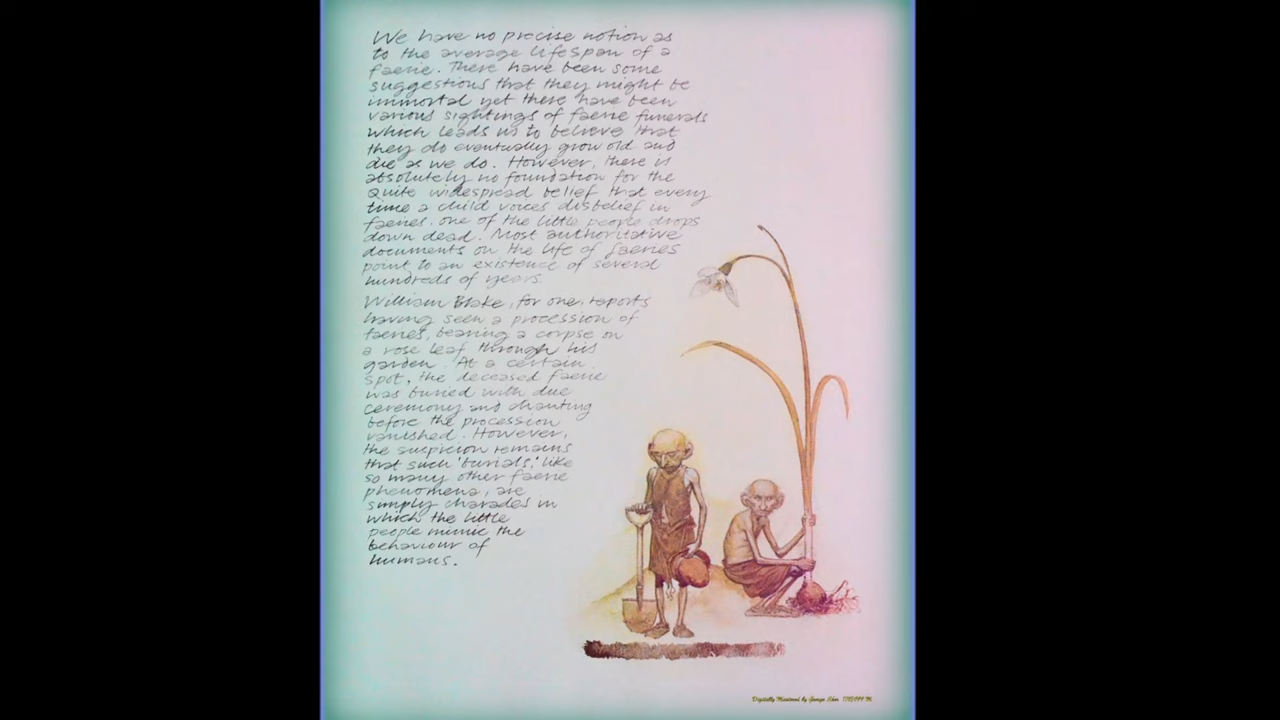 We have no precise notion as
to the average lifespan of a
faerie. There have been some
suggestions that they might be
immortal yet there have been
various sightings of faerie funerals
which leads us to believe that
they do eventually grow old and
die as we do. However, there is
absolutely no foundation for the
quite widespread belief that every
time a child voices disbelief in
faeries, one of the little people drops
down dead. Most authoritative
documents on the life of faeries
point to an existence of several
hundreds of years.
William Blake, for one, reports
having seen a procession of
faeries, bearing a corpse on
a rose leaf through his
garden. At a certain
spot, the deceased faerie
was buried with due
ceremony and chanting
before the procession
vanished. However,
the suspicion remains
that such 'burials,' like
so many other faerie
phenomena, are
simply charades in
which the little
people mimic the
behaviour of
humans.
Digitally Mastered by George